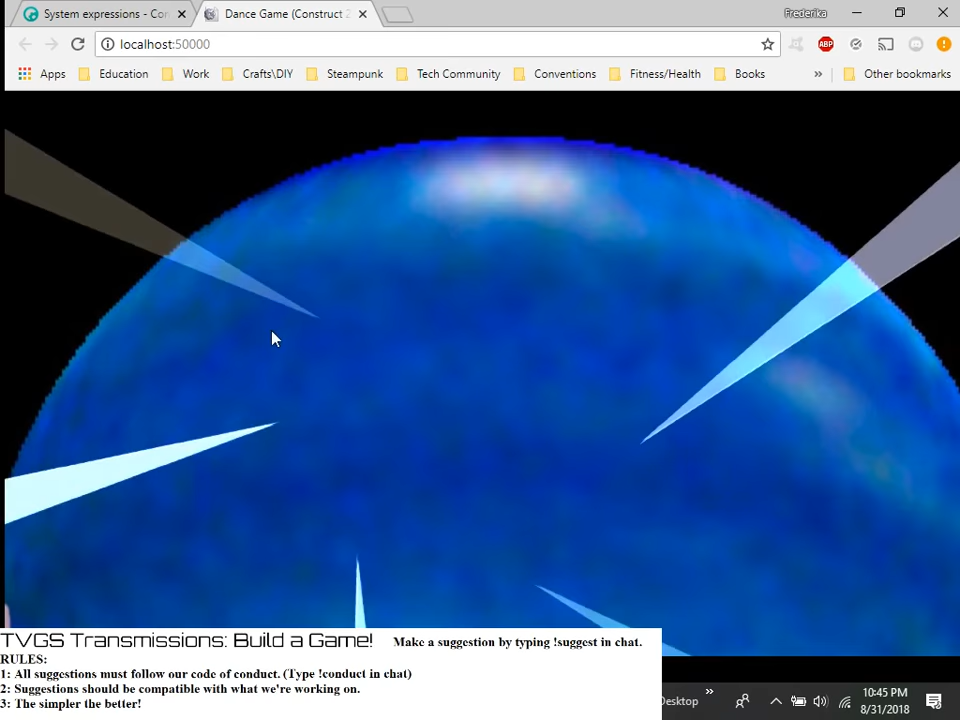 System expressions - Con
Dance Game (Construct 2
Frederika
localhost:50000
ABP
Apps
Education
Work
Crafts\DIY
Steampunk
Tech Community
Conventions
Fitness/Health
Books
»
Other bookmarks
TVGS Transmissions: Build a Game!
Make a suggestion by typing !suggest in chat.
RULES:
1: All suggestions must follow our code of conduct. (Type !conduct in chat)
2: Suggestions should be compatible with what we're working on.
3: The simpler the better!
Desktop
»
10:45 PM
8/31/2018